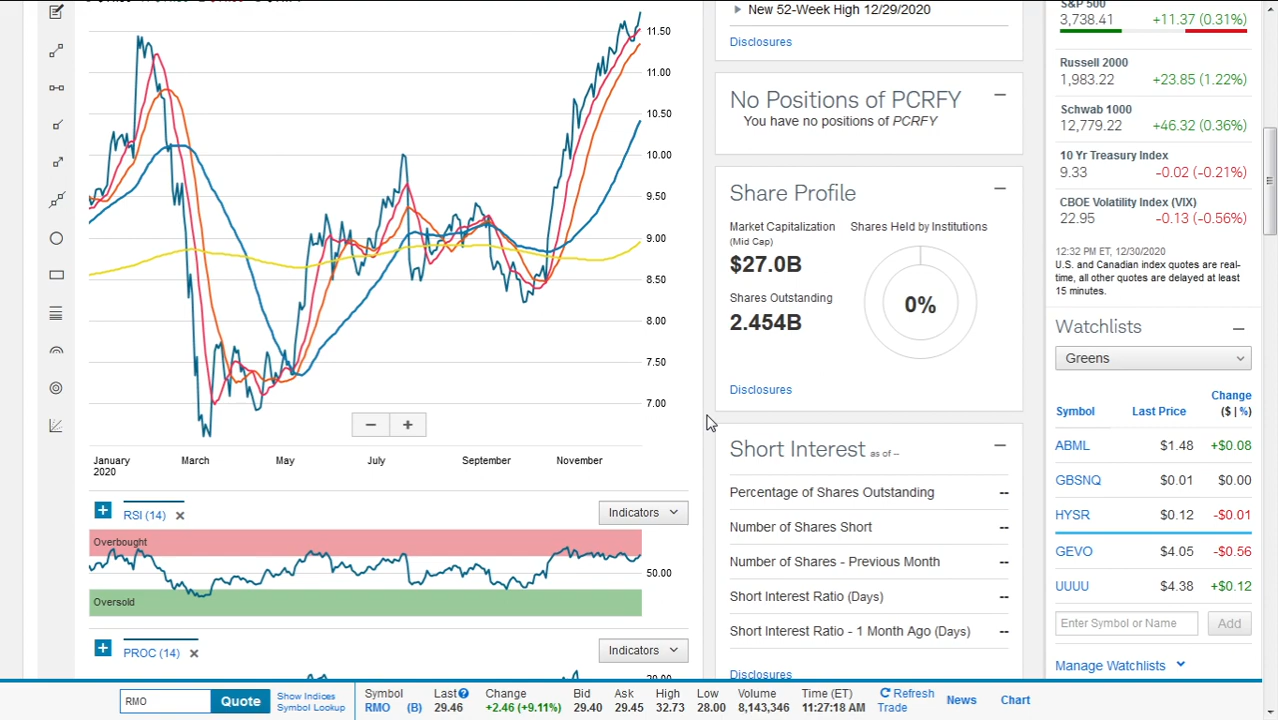 11.50
11.00
10.50
10.00
9.50
9.00
8.50
8.00
7.50
7.00
− +
January
2020
March
May
July
September
November
RSI (14)
Indicators
Overbought
50.00
Oversold
PROC (14)
Indicators
New 52-Week High 12/29/2020
Disclosures
No Positions of PCRFY
You have no positions of PCRFY
Share Profile
Market Capitalization
(Mid Cap)
$27.0B
Shares Outstanding
2.454B
Shares Held by Institutions
0%
Disclosures
Short Interest as of –
Percentage of Shares Outstanding --
Number of Shares Short --
Number of Shares - Previous Month --
Short Interest Ratio (Days) --
Short Interest Ratio - 1 Month Ago (Days) --
Disclosures
S&P 500
3,738.41 +11.37 (0.31%)
Russell 2000
1,983.22 +23.85 (1.22%)
Schwab 1000
12,779.22 +46.32 (0.36%)
10 Yr Treasury Index
9.33 -0.02 (-0.21%)
CBOE Volatility Index (VIX)
22.95 -0.13 (-0.56%)
12:32 PM ET, 12/30/2020
U.S. and Canadian index quotes are real-
time, all other quotes are delayed at least
15 minutes.
Watchlists
Greens
Symbol Last Price Change
($ | %)
ABML $1.48 +$0.08
GBSNQ $0.01 $0.00
HYSR $0.12 -$0.01
GEVO $4.05 -$0.56
UUUU $4.38 +$0.12
Enter Symbol or Name Add
Manage Watchlists
RMO Quote
Show Indices
Symbol Lookup
Symbol
RMO (B)
Last
29.46
Change
+2.46 (+9.11%)
Bid
29.40
Ask
29.45
High
32.73
Low
28.00
Volume
8,143,346
Time (ET)
11:27:18 AM
Refresh
Trade
News
Chart